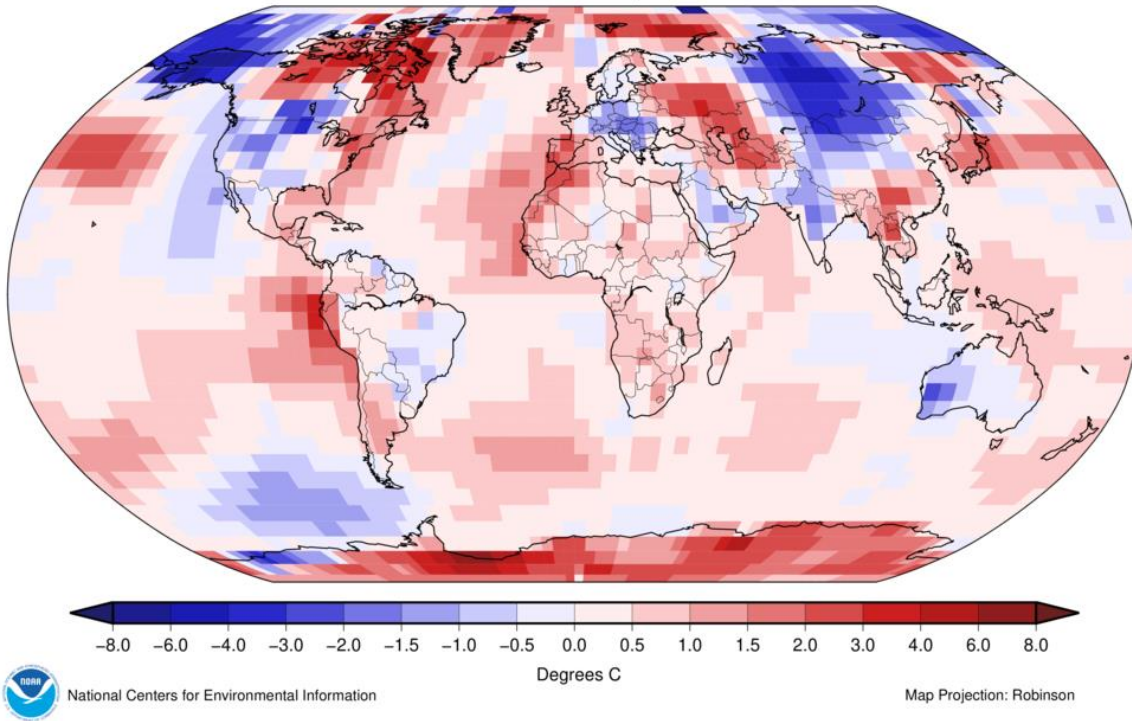 −8.0 −6.0 −4.0 −3.0 −2.0 −1.5 −1.0 −0.5 0.0 0.5 1.0 1.5 2.0 3.0 4.0 6.0 8.0
Degrees C
NOAA
National Centers for Environmental Information
Map Projection: Robinson